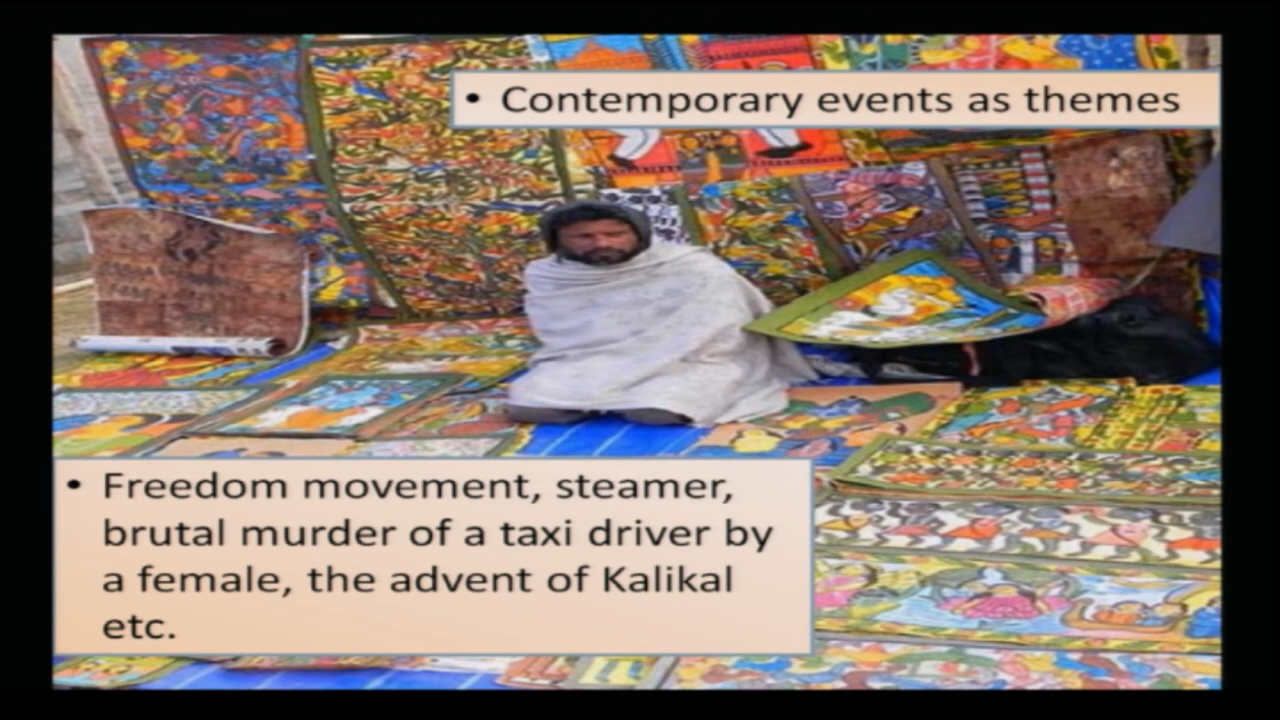 • Contemporary events as themes
• Freedom movement, steamer,
brutal murder of a taxi driver by
a female, the advent of Kalikal
etc.